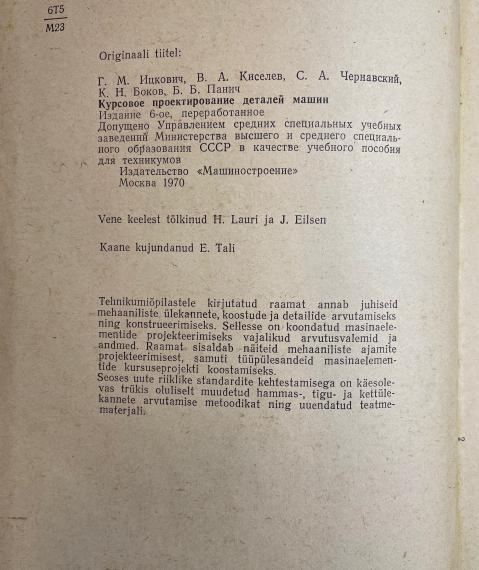 6T5
M23
Originaali tiitel:
Г. М. Ицкович, В. А. Киселев, С. А. Чернавский,
К. Н. Боков, Б. Б. Панич
Курсовое проектирование деталей машин
Издание 6-ое, переработанное
Допущено Управлением средних специальных учебных
заведений Министерства высшего и среднего специаль-
ного образования СССР в качестве учебного пособия
для техникумов
Издательство «Машиностроение»
Москва 1970
Vene keelest tõlkinud H. Lauri ja J. Eilsen
Kaane kujundanud E. Tali
Tehnikumiõpilastele kirjutatud raamat annab juhiseid
mehaaniliste ülekannete, koostude ja detailide arvutamiseks
ning konstrueerimiseks. Sellesse on koondatud masinaele-
mentide projekteerimiseks vajalikud arvutusvalemid ja
andmed. Raamat sisaldab näiteid mehaaniliste ajamite
projekteerimisest, samuti tüüpülesandeid masinaelemen-
tide kursuseprojekti koostamiseks.
Seoses uute riiklike standardite kehtestamisega on käesole-
vas trükis oluliselt muudetud hammas-, tigu- ja kettüle-
kannete arvutamise metoodikat ning uuendatud teatme-
materjali.
2